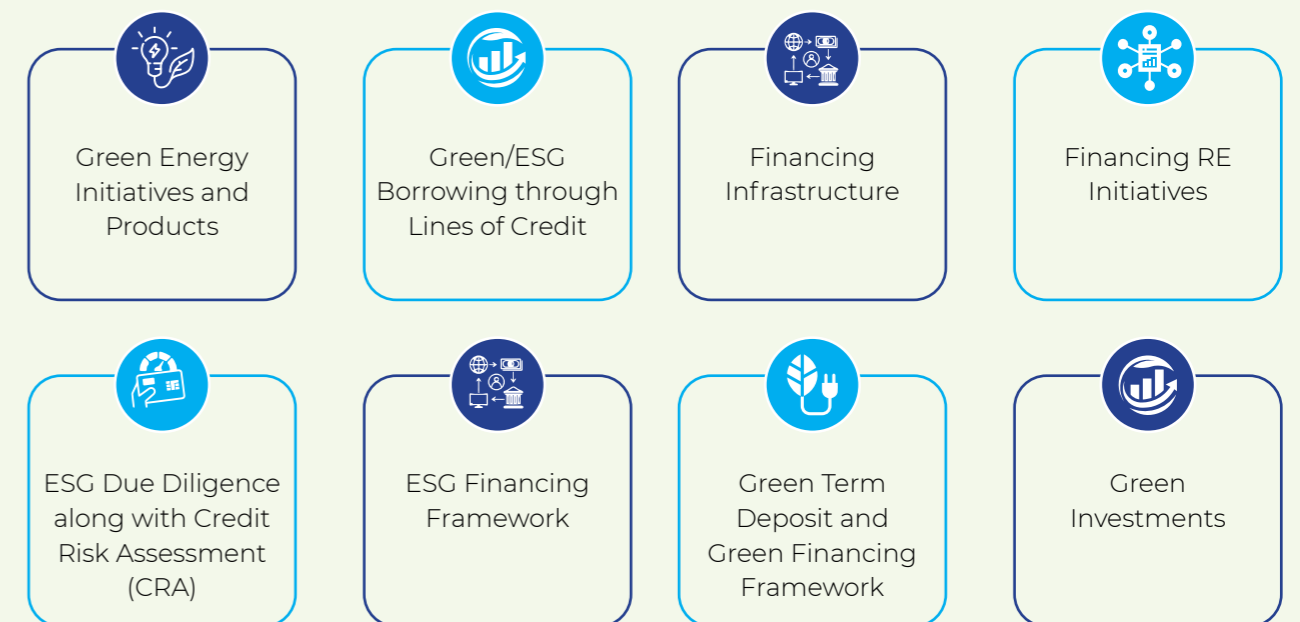 Green Energy
Initiatives and
Products
Green/ESG
Borrowing through
Lines of Credit
Financing
Infrastructure
Financing RE
Initiatives
ESG Due Diligence
along with Credit
Risk Assessment
(CRA)
ESG Financing
Framework
Green Term
Deposit and
Green Financing
Framework
Green
Investments